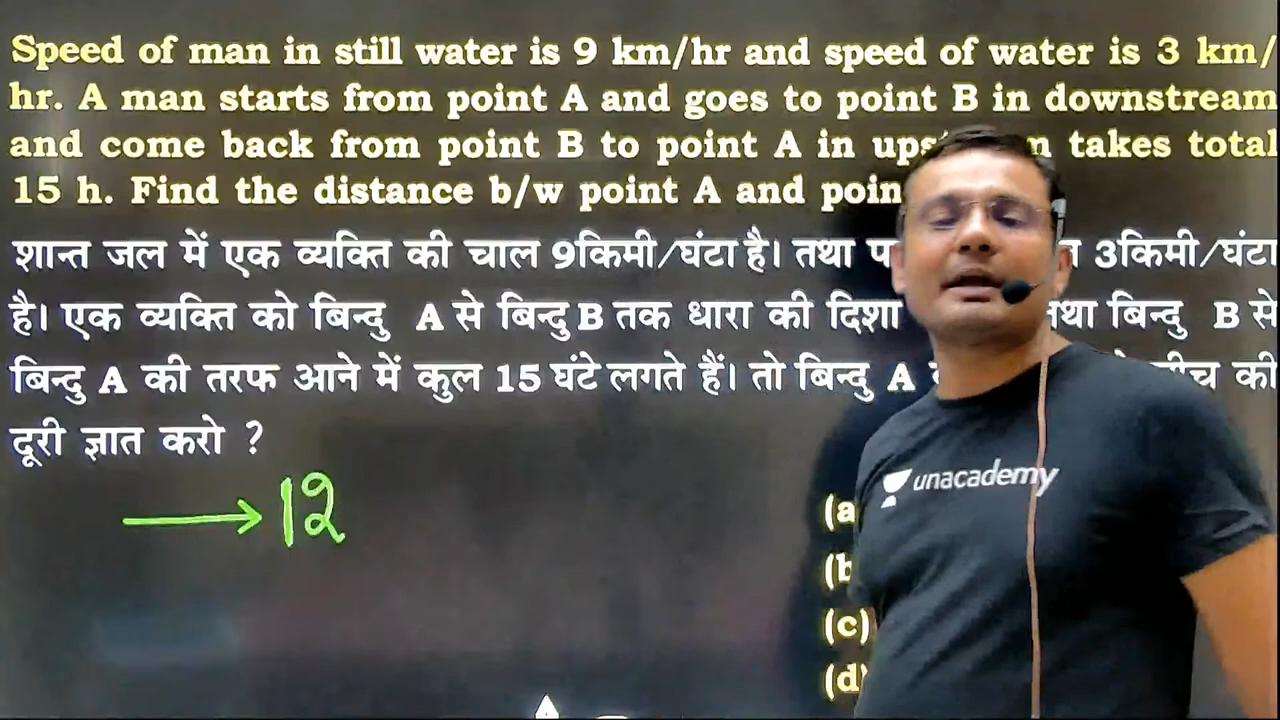 Speed of man in still water is 9 km/hr and speed of water is 3 km/
hr. A man starts from point A and goes to point B in downstream
and come back from point B to point A in takes total
15 h. Find the distance b/w point A and
शान्त जल में एक व्यक्ति की चाल 9किमी/घंटा है। तथा 3किमी/घंटा
है। एक व्यक्ति को बिन्दु A से बिन्दु B तक धारा की दिशा तथा बिन्दु B से
बिन्दु A की तरफ आने में कुल 15 घंटे लगते हैं। तो बिन्दु A बीच की
दूरी ज्ञात करो ?
→ 12
unacademy
(a
(b
(c)
(d)